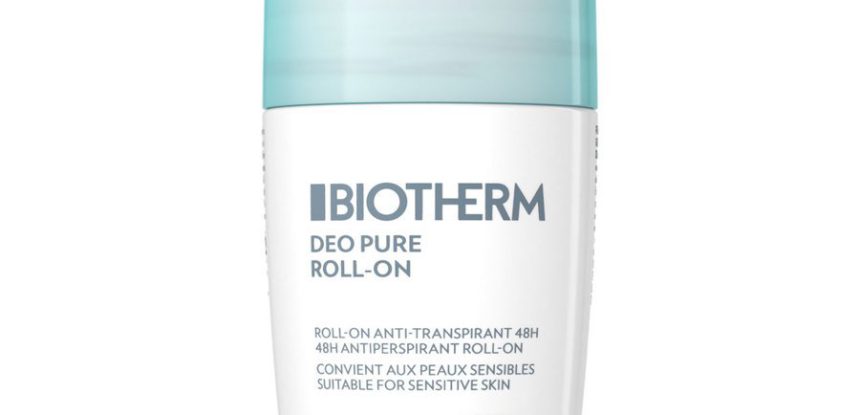 BIOTHERM
DEO PURE
ROLL-ON
ROLL-ON ANTI-TRANSPIRANT 48H
48H ANTIPERSPIRANT ROLL-ON
CONVIENT AUX PEAUX SENSIBLES
SUITABLE FOR SENSITIVE SKIN